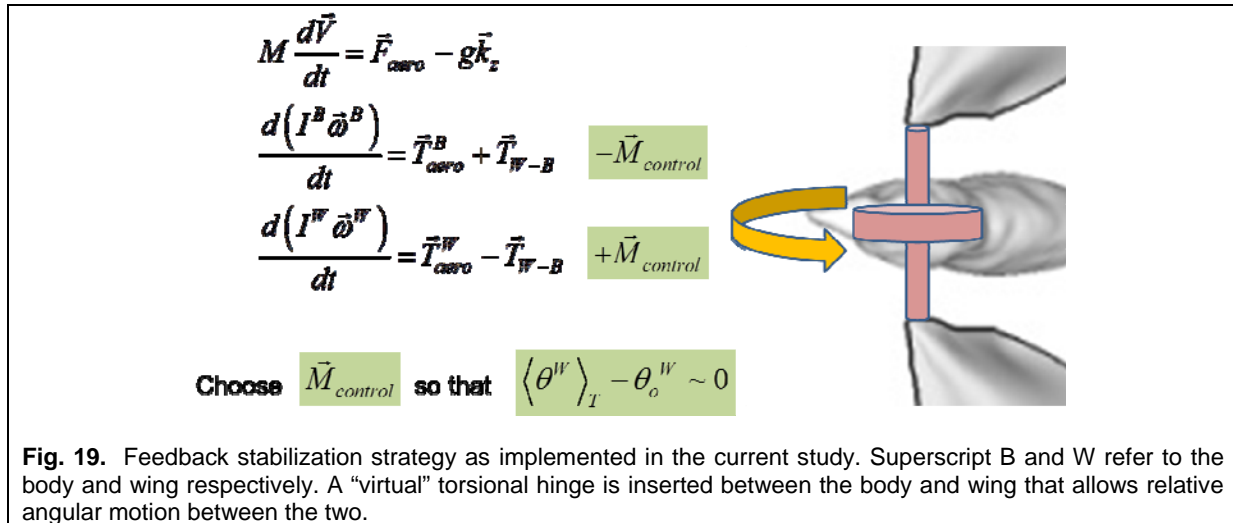 M dV⃗/dt = F⃗_aero − gk⃗_z
d(I^B ω⃗^B)/dt = T⃗^B_aero + T⃗_W−B −M⃗_control
d(I^W ω⃗^W)/dt = T⃗^W_aero − T⃗_W−B +M⃗_control
Choose M⃗_control so that ⟨θ^W⟩_T − θ_o^W ~ 0
Fig. 19. Feedback stabilization strategy as implemented in the current study. Superscript B and W refer to the
body and wing respectively. A “virtual” torsional hinge is inserted between the body and wing that allows relative
angular motion between the two.